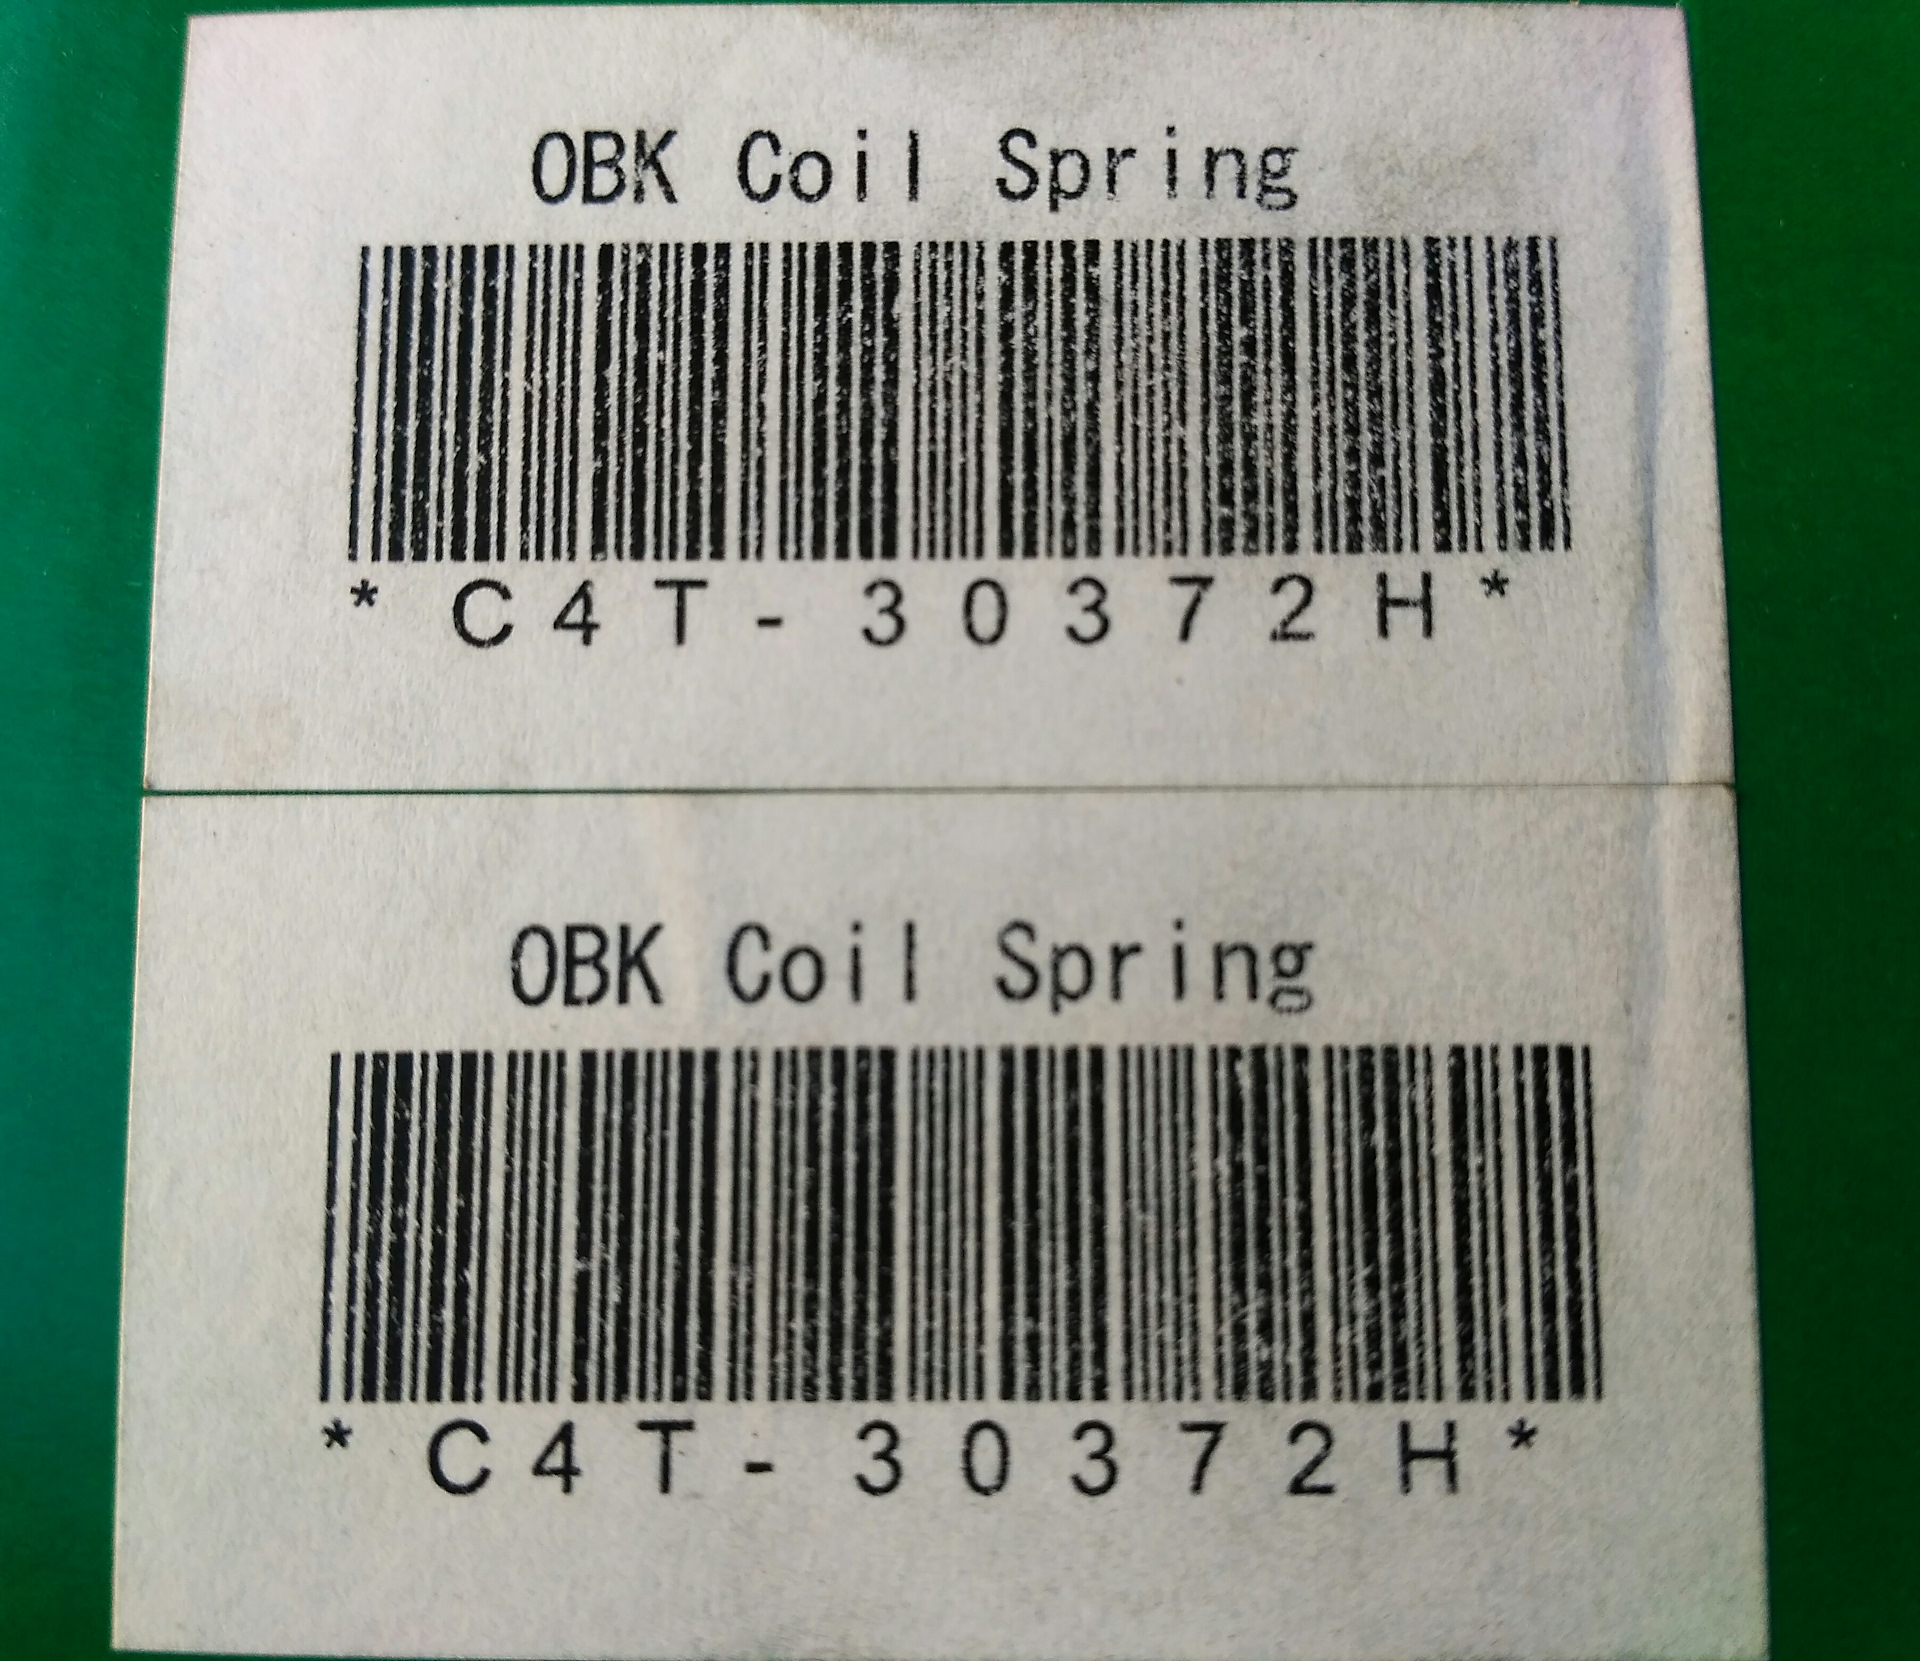 OBK Coil Spring
*C4T-30372H*
OBK Coil Spring
*C4T-30372H*